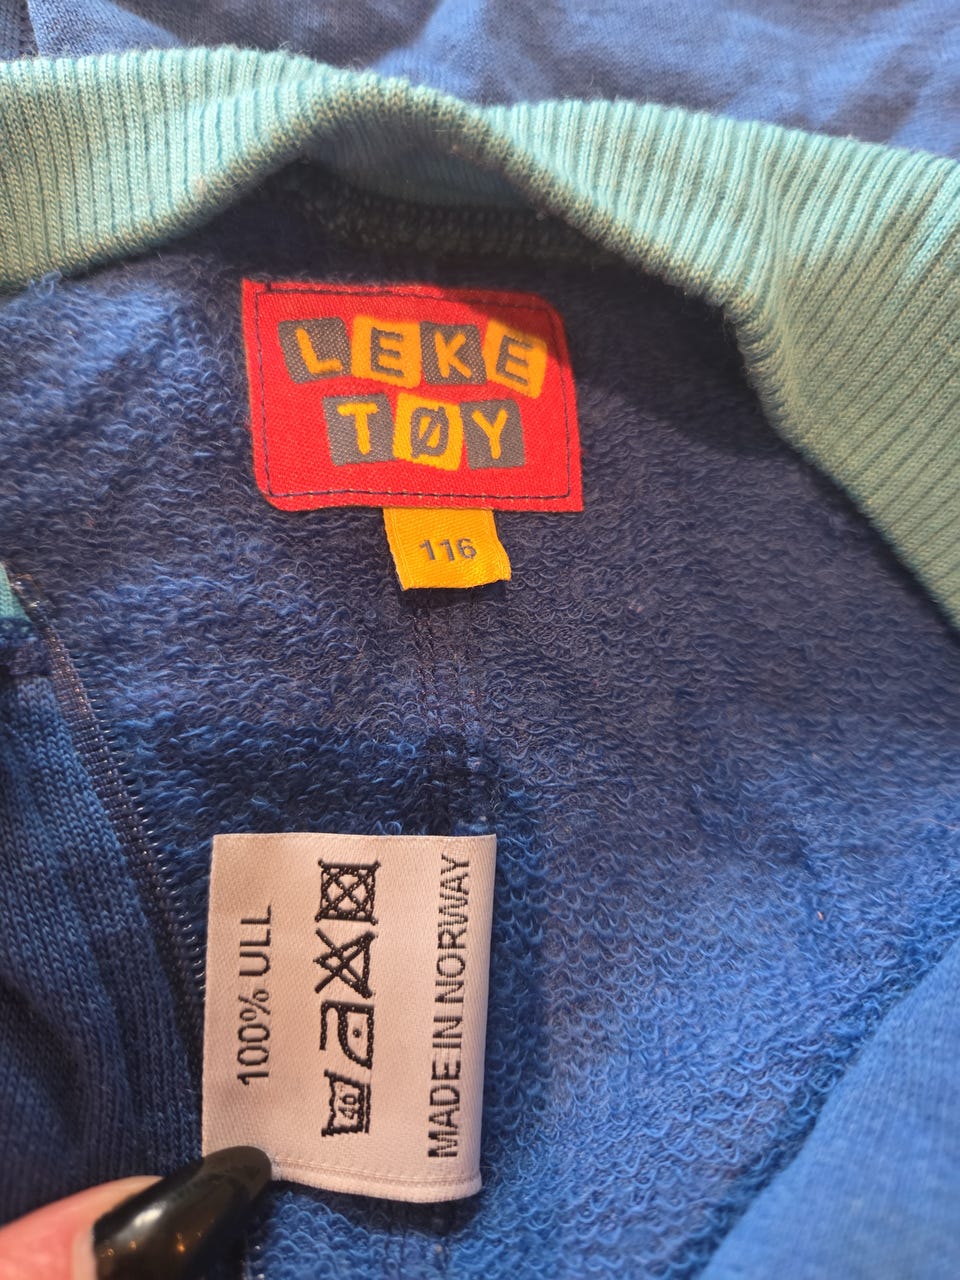 LEKE
TØY
116
100% ULL
40°
MADE IN NORWAY